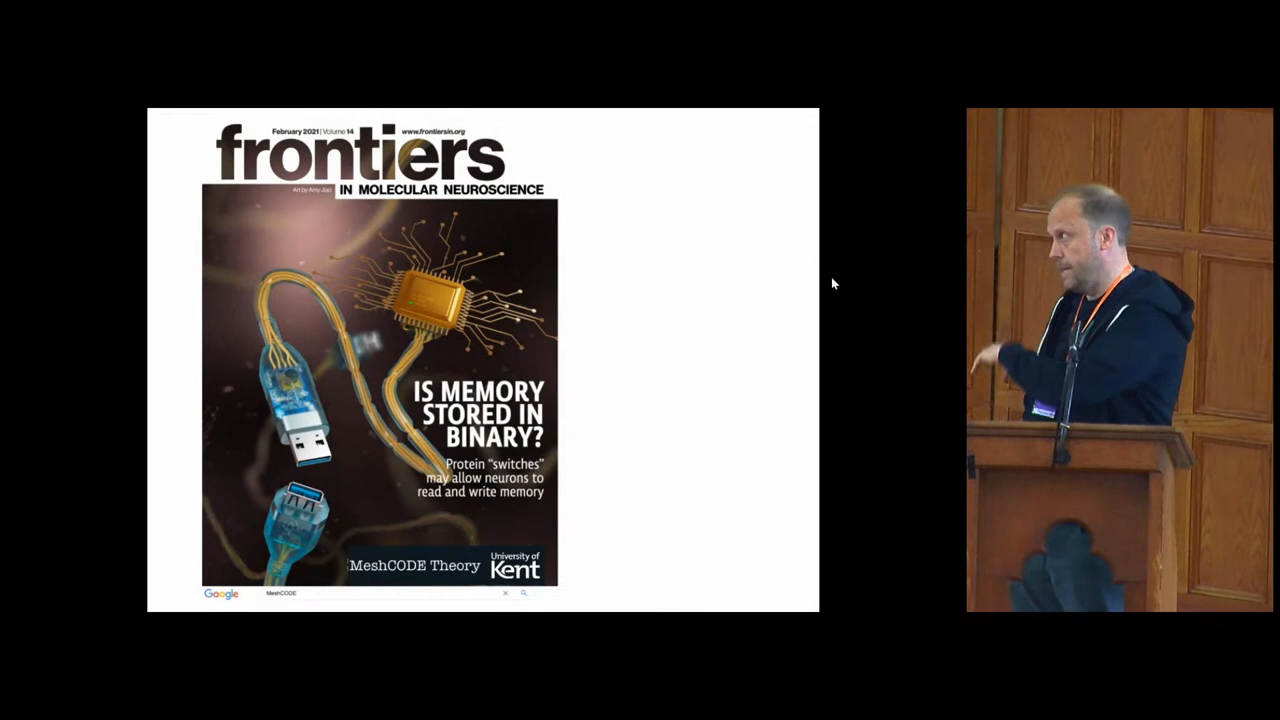 February 2021 | Volume 14
www.frontiersin.org
frontiers
Art by Amy Jiao
IN MOLECULAR NEUROSCIENCE
IS MEMORY
STORED IN
BINARY?
Protein “switches”
may allow neurons to
read and write memory
MeshCODE Theory
University of
Kent
Google
MeshCODE